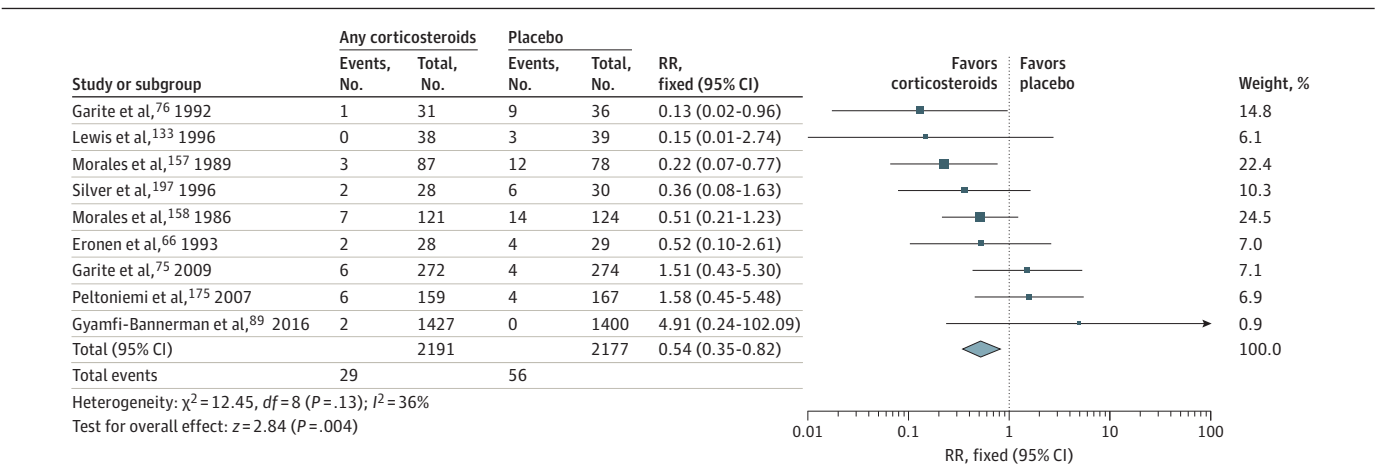 Any corticosteroids Placebo
Events, Total, Events, Total, RR, Favors Favors
Study or subgroup No. No. No. No. fixed (95% CI) corticosteroids placebo Weight, %
Garite et al,76 1992 1 31 9 36 0.13 (0.02-0.96) 14.8
Lewis et al,133 1996 0 38 3 39 0.15 (0.01-2.74) 6.1
Morales et al,157 1989 3 87 12 78 0.22 (0.07-0.77) 22.4
Silver et al,197 1996 2 28 6 30 0.36 (0.08-1.63) 10.3
Morales et al,158 1986 7 121 14 124 0.51 (0.21-1.23) 24.5
Eronen et al,66 1993 2 28 4 29 0.52 (0.10-2.61) 7.0
Garite et al,75 2009 6 272 4 274 1.51 (0.43-5.30) 7.1
Peltoniemi et al,175 2007 6 159 4 167 1.58 (0.45-5.48) 6.9
Gyamfi-Bannerman et al,89 2016 2 1427 0 1400 4.91 (0.24-102.09) 0.9
Total (95% CI) 2191 2177 0.54 (0.35-0.82) 100.0
Total events 29 56
Heterogeneity: χ2 = 12.45, df = 8 (P = .13); I2 = 36%
Test for overall effect: z = 2.84 (P = .004)
0.01 0.1 1 10 100
RR, fixed (95% CI)